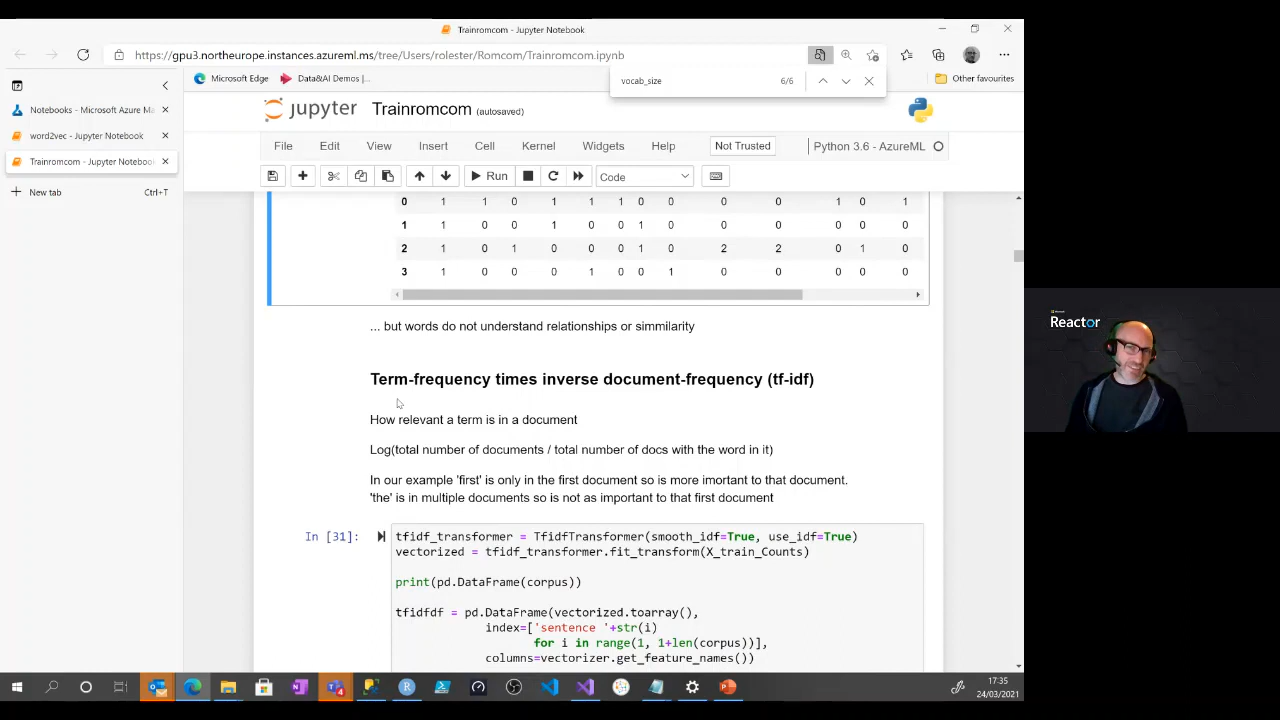 Trainromcom - Jupyter Notebook
https://gpu3.northeurope.instances.azureml.ms/tree/Users/rolester/Romcom/Trainromcom.ipynb
Microsoft Edge
Data&AI Demos |...
Other favourites
vocab_size
6/6
Notebooks - Microsoft Azure Ma
word2vec - Jupyter Notebook
Trainromcom - Jupyter Noteboo
New tab
Ctrl+T
jupyter Trainromcom (autosaved)
File Edit View Insert Cell Kernel Widgets Help Not Trusted Python 3.6 - AzureML
Run Code
0 1 1 0 1 1 1 0 0 0 0 1 0 1
1 1 0 0 1 0 0 1 0 0 0 0 0 0
2 1 0 1 0 0 0 1 0 2 2 0 1 0
3 1 0 0 0 1 0 0 1 0 0 0 0 0
... but words do not understand relationships or simmilarity
Term-frequency times inverse document-frequency (tf-idf)
How relevant a term is in a document
Log(total number of documents / total number of docs with the word in it)
In our example 'first' is only in the first document so is more imortant to that document.
'the' is in multiple documents so is not as important to that first document
In [31]:
tfidf_transformer = TfidfTransformer(smooth_idf=True, use_idf=True)
vectorized = tfidf_transformer.fit_transform(X_train_Counts)
print(pd.DataFrame(corpus))
tfidfdf = pd.DataFrame(vectorized.toarray(),
index=['sentence '+str(i)
for i in range(1, 1+len(corpus))],
columns=vectorizer.get_feature_names())
Microsoft
Reactor
17:35
24/03/2021